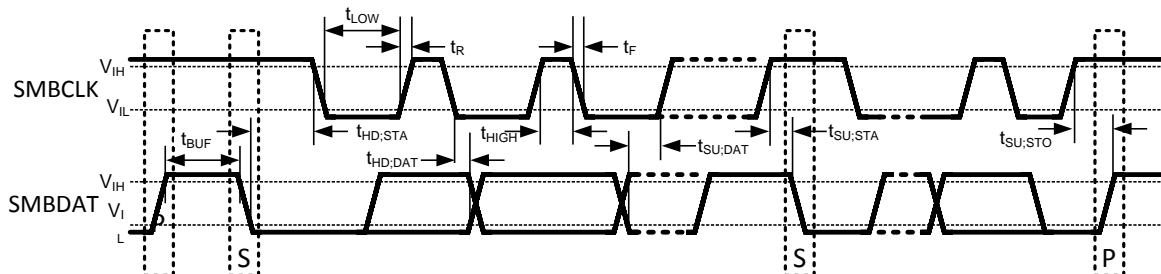 tLOW
tR
tF
VIH
SMBCLK
VIL
tBUF
tHD;STA
tHIGH
tHD;DAT
tSU;DAT
tSU;STA
tSU;STO
VIH
SMBDAT
VI
L
P
S
S
P